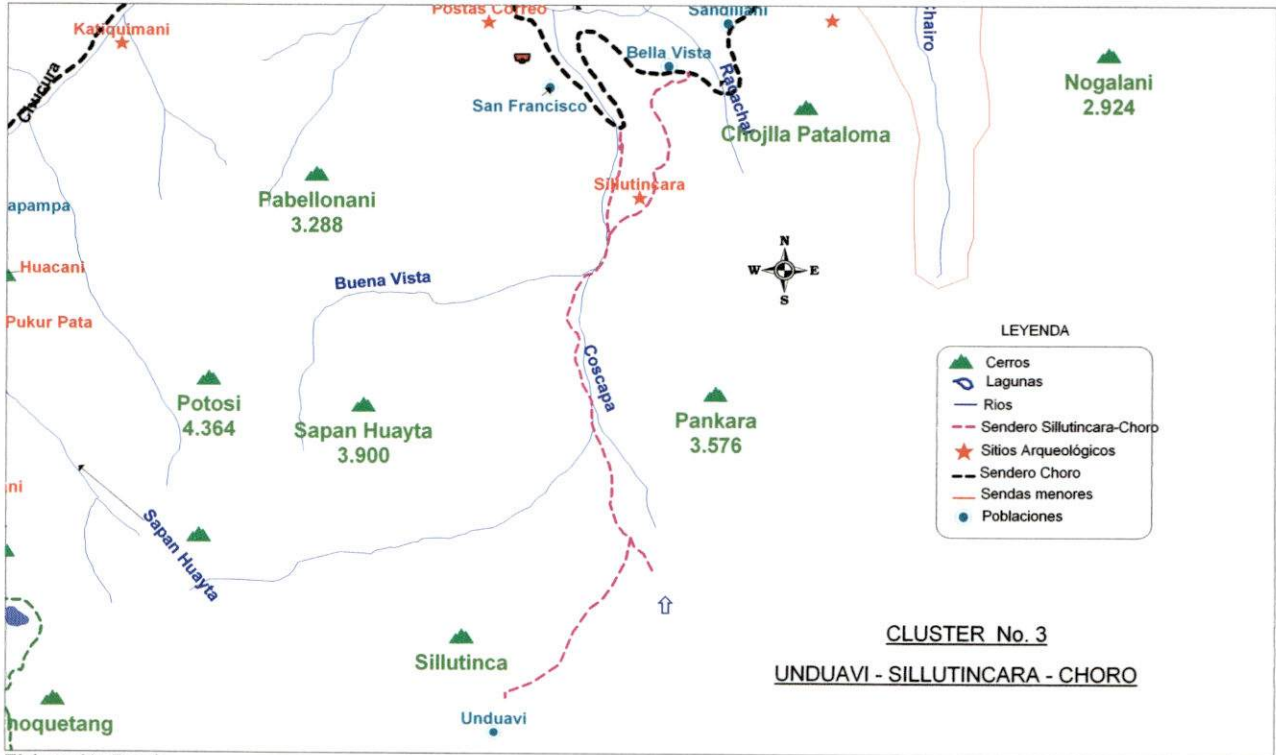 Postas Correo
Sandillani
Katiquimani
Chairo
Bella Vista
Nogalani
2.924
Chucura
San Francisco
Ragachal
Chojlla Pataloma
Pabellonani
3.288
Sillutincara
apampa
Huacani
Buena Vista
N
W E
S
Pukur Pata
LEYENDA
Cerros
Lagunas
Rios
Sendero Sillutincara-Choro
Sitios Arqueológicos
Sendero Choro
Sendas menores
Poblaciones
Coscapa
Potosi
4.364
Sapan Huayta
3.900
Pankara
3.576
ani
Sapan Huayta
CLUSTER No. 3
UNDUAVI - SILLUTINCARA - CHORO
Sillutinca
Unduavi
hoquetang